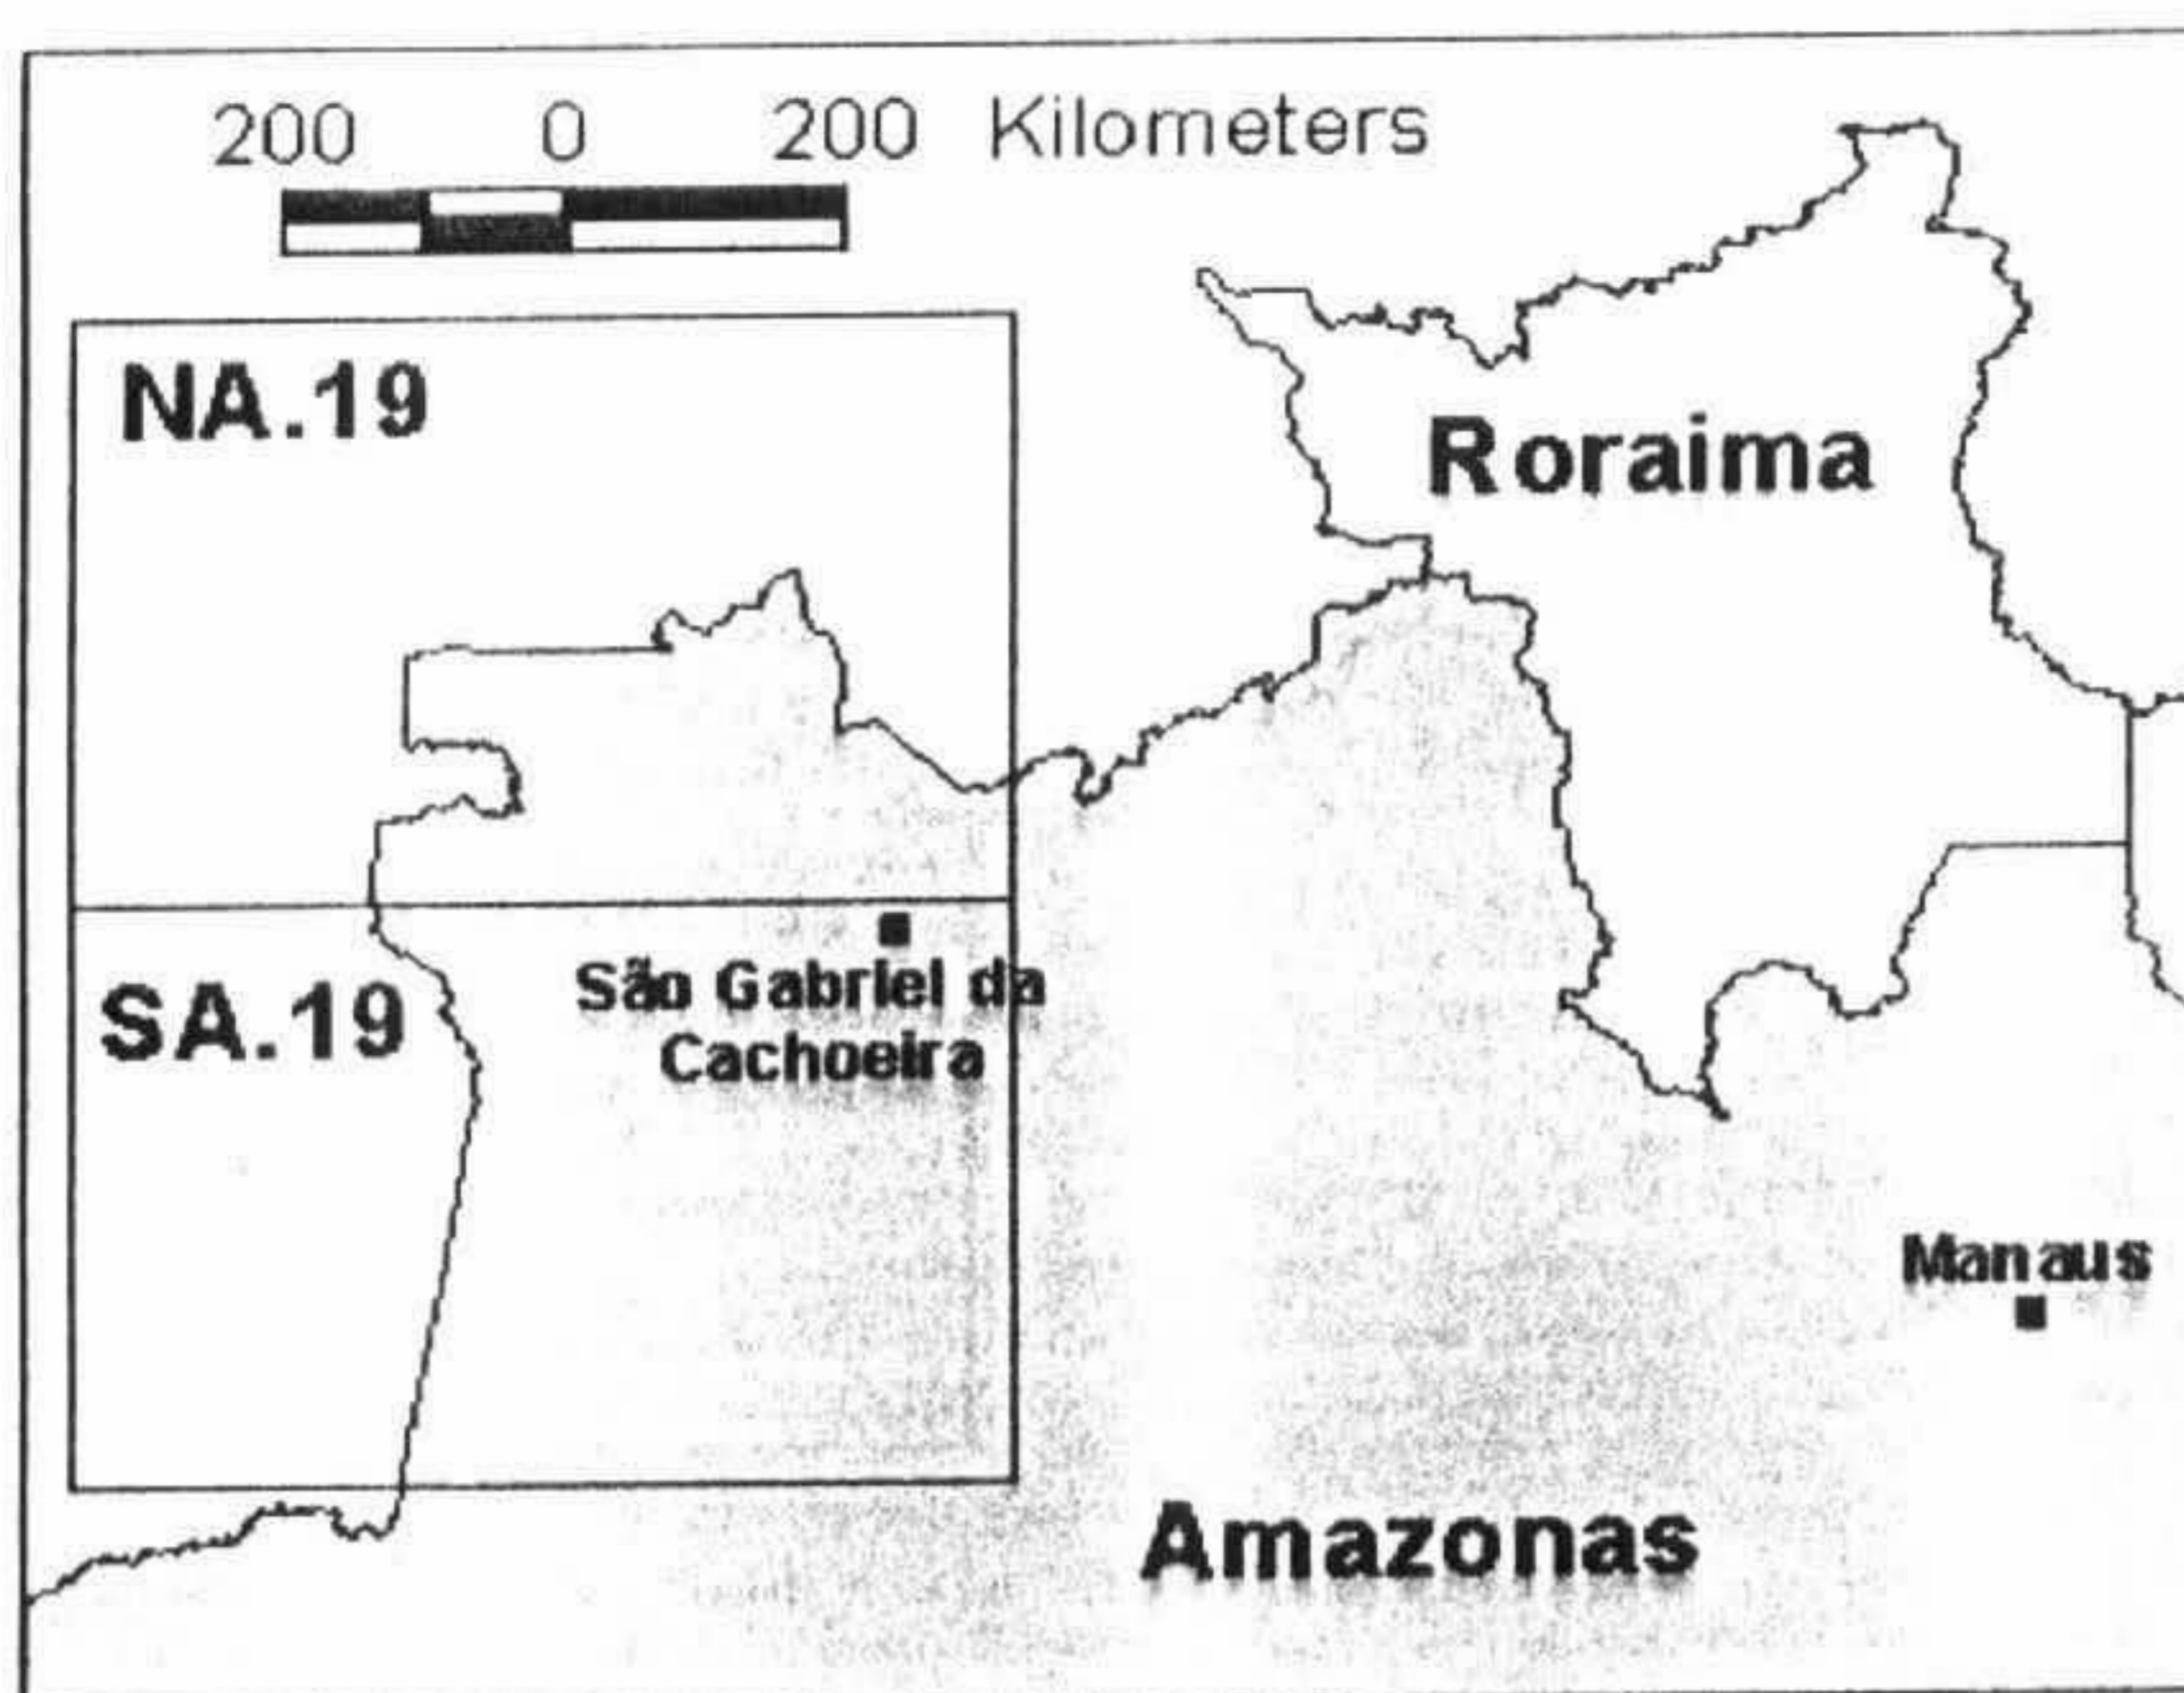 200 0 200 Kilometers
NA.19
Roraima
São Gabriel da
Cachoeira
SA.19
Manaus
Amazonas